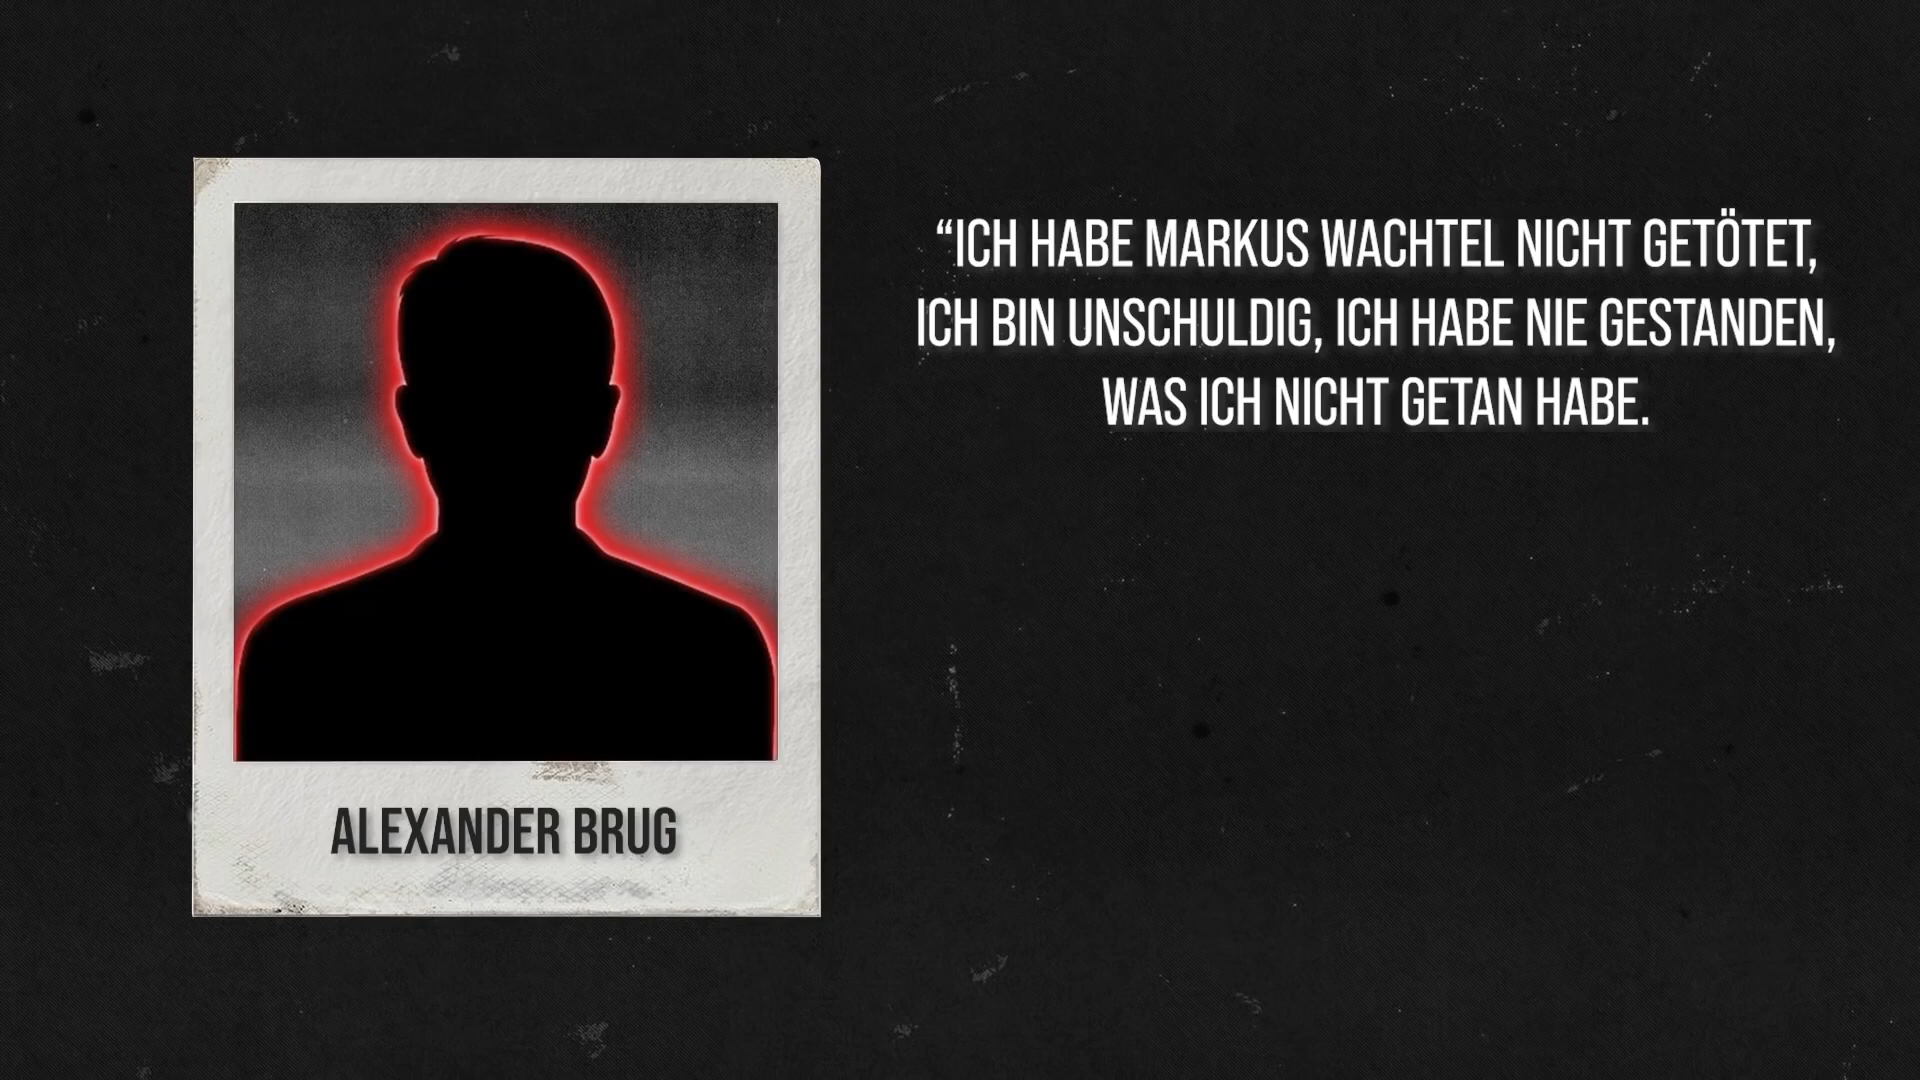 “ICH HABE MARKUS WACHTEL NICHT GETÖTET,
ICH BIN UNSCHULDIG, ICH HABE NIE GESTANDEN,
WAS ICH NICHT GETAN HABE.
ALEXANDER BRUG